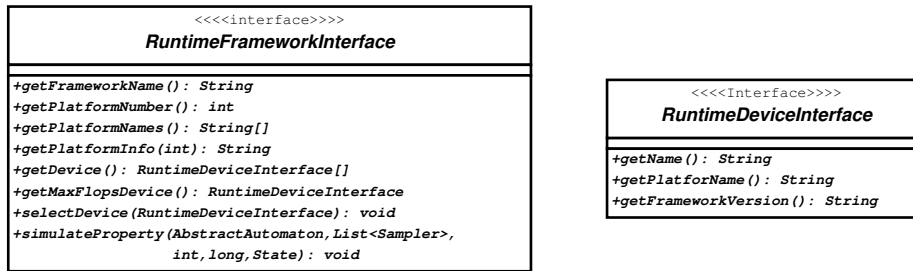 <<<<interface>>>>
RuntimeFrameworkInterface
+getFrameworkName(): String
+getPlatformNumber(): int
+getPlatformNames(): String[]
+getPlatformInfo(int): String
+getDevice(): RuntimeDeviceInterface[]
+getMaxFlopsDevice(): RuntimeDeviceInterface
+selectDevice(RuntimeDeviceInterface): void
+simulateProperty(AbstractAutomaton,List<Sampler>,
int,long,State): void
<<<<Interface>>>>
RuntimeDeviceInterface
+getName(): String
+getPlatforName(): String
+getFrameworkVersion(): String